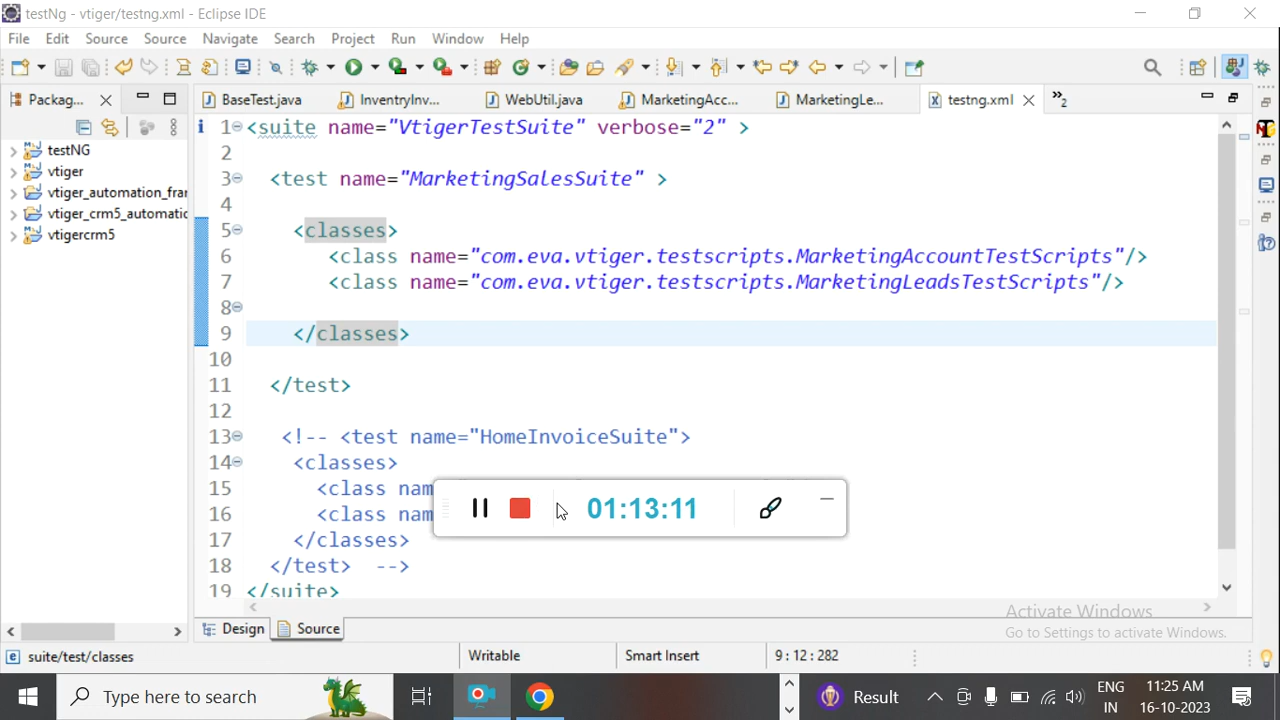 testNg - vtiger/testng.xml - Eclipse IDE
File Edit Source Source Navigate Search Project Run Window Help
Packag... BaseTest.java InventoryInv... WebUtil.java MarketingAcc... MarketingLe... testng.xml »2
testNG
vtiger
vtiger_automation_frar
vtiger_crm5_automatic
vtigercrm5
1 <suite name="VtigerTestSuite" verbose="2" >
2
3 <test name="MarketingSalesSuite" >
4
5 <classes>
6 <class name="com.eva.vtiger.testscripts.MarketingAccountTestScripts"/>
7 <class name="com.eva.vtiger.testscripts.MarketingLeadsTestScripts"/>
8
9 </classes>
10
11 </test>
12
13 <!-- <test name="HomeInvoiceSuite">
14 <classes>
15 <class nam
16 <class nam
17 </classes>
18 </test> -->
19 </suite>
01:13:11
Activate Windows
Go to Settings to activate Windows.
Design Source
suite/test/classes Writable Smart Insert 9 : 12 : 282
Type here to search Result ENG IN 11:25 AM 16-10-2023